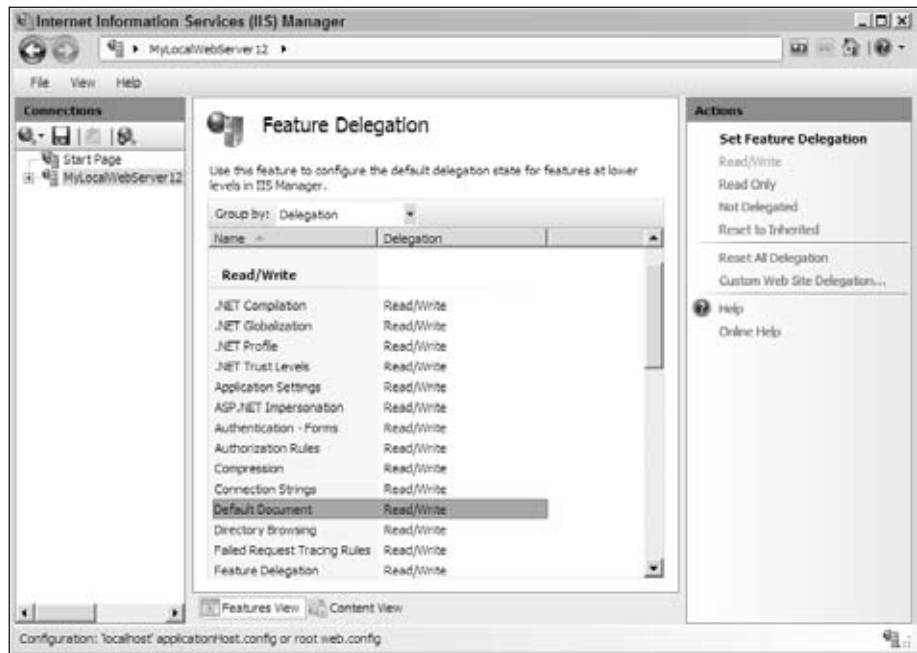 Internet Information Services (IIS) Manager
MyLocalWebServer12
File View Help
Connections
Start Page
MyLocalWebServer12
Feature Delegation
Use this feature to configure the default delegation state for features at lower
levels in IIS Manager.
Group by: Delegation
Name Delegation
Read/Write
.NET Compilation Read/Write
.NET Globalization Read/Write
.NET Profile Read/Write
.NET Trust Levels Read/Write
Application Settings Read/Write
ASP.NET Impersonation Read/Write
Authentication - Forms Read/Write
Authorization Rules Read/Write
Compression Read/Write
Connection Strings Read/Write
Default Document Read/Write
Directory Browsing Read/Write
Failed Request Tracing Rules Read/Write
Feature Delegation Read/Write
Features View Content View
Actions
Set Feature Delegation
Read/Write
Read Only
Not Delegated
Reset to Inherited
Reset All Delegation
Custom Web Site Delegation...
Help
Online Help
Configuration: 'localhost' applicationHost.config or root web.config